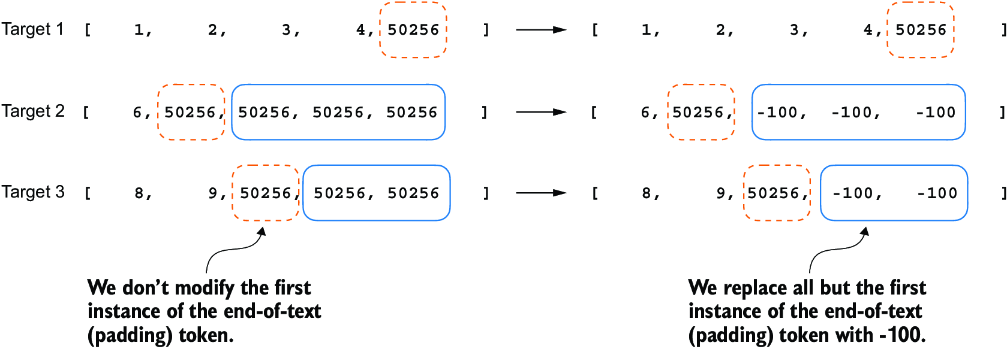 Target 1 [ 1, 2, 3, 4, 50256 ] [ 1, 2, 3, 4, 50256 ]
Target 2 [ 6, 50256, 50256, 50256, 50256 ] [ 6, 50256, -100, -100, -100 ]
Target 3 [ 8, 9, 50256, 50256, 50256 ] [ 8, 9, 50256, -100, -100 ]
We don’t modify the first
instance of the end-of-text
(padding) token.
We replace all but the first
instance of the end-of-text
(padding) token with -100.